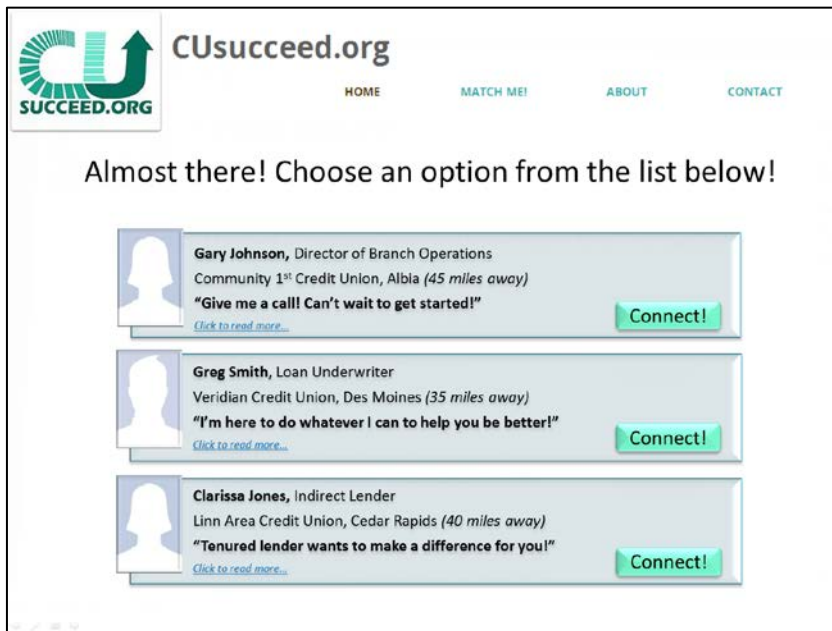 CU
SUCCEED.ORG
CUsucceed.org
HOME MATCH ME! ABOUT CONTACT
Almost there! Choose an option from the list below!
Gary Johnson, Director of Branch Operations
Community 1st Credit Union, Albia (45 miles away)
“Give me a call! Can’t wait to get started!”
Click to read more...
Connect!
Greg Smith, Loan Underwriter
Veridian Credit Union, Des Moines (35 miles away)
“I’m here to do whatever I can to help you be better!”
Click to read more...
Connect!
Clarissa Jones, Indirect Lender
Linn Area Credit Union, Cedar Rapids (40 miles away)
“Tenured lender wants to make a difference for you!”
Click to read more...
Connect!